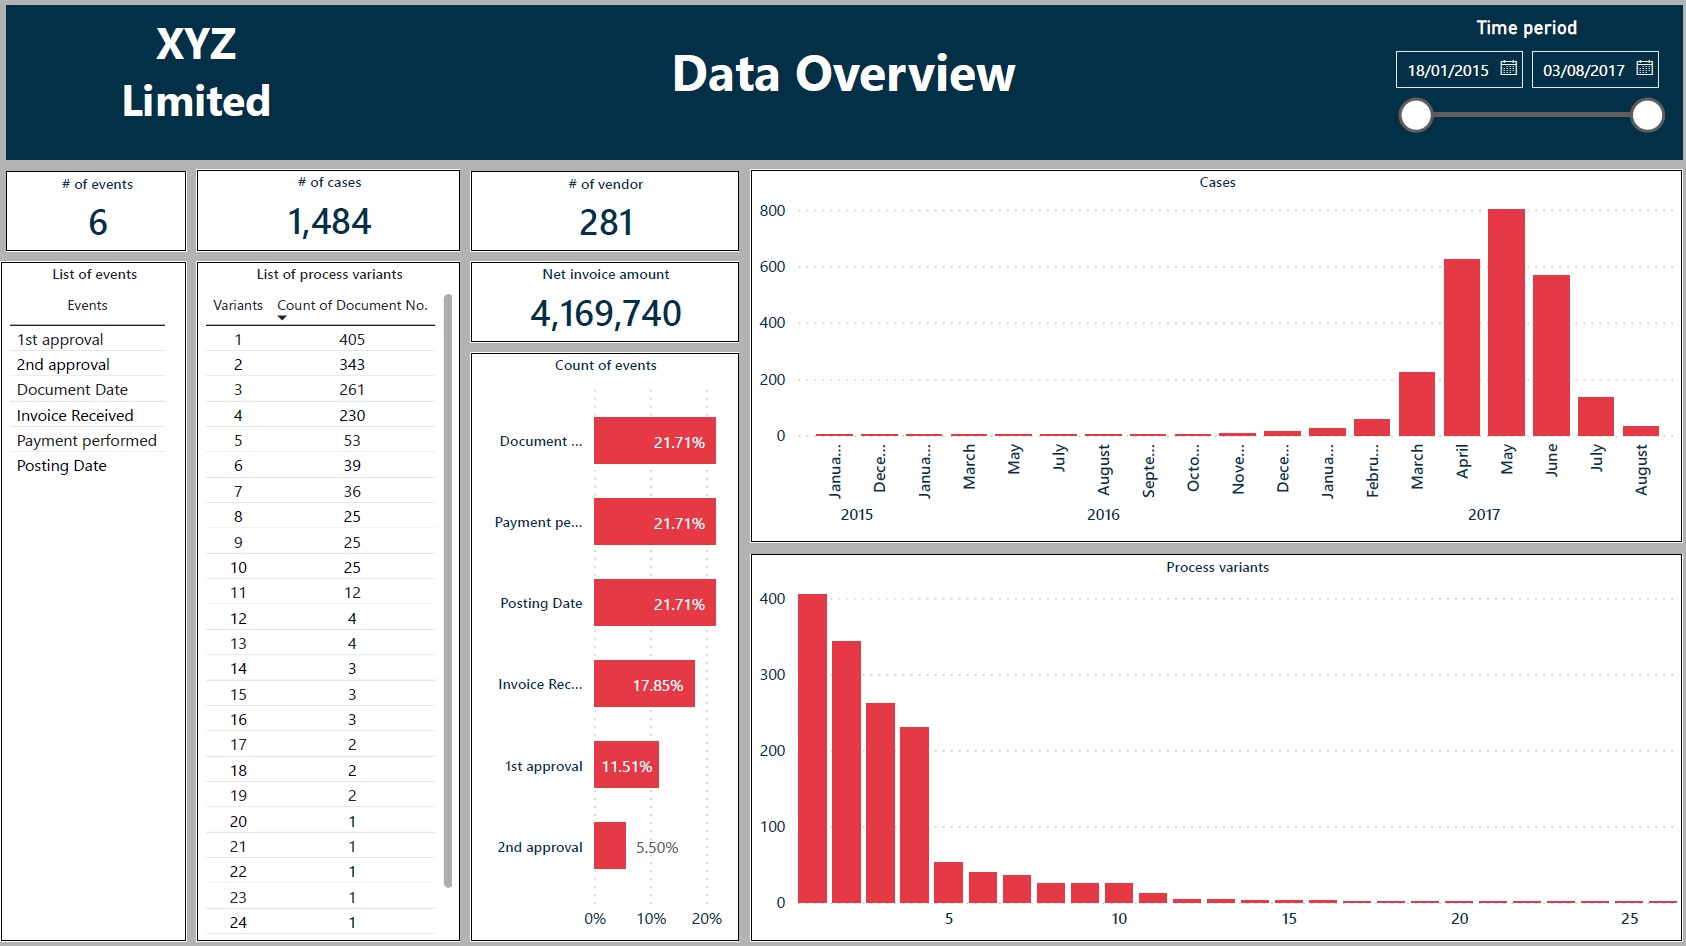 XYZ
Limited
Data Overview
Time period
18/01/2015 03/08/2017
# of events
6
# of cases
1,484
# of vendor
281
List of events
Events
1st approval
2nd approval
Document Date
Invoice Received
Payment performed
Posting Date
List of process variants
Variants Count of Document No.
1 405
2 343
3 261
4 230
5 53
6 39
7 36
8 25
9 25
10 25
11 12
12 4
13 4
14 3
15 3
16 3
17 2
18 2
19 2
20 1
21 1
22 1
23 1
24 1
Net invoice amount
4,169,740
Count of events
Document ... 21.71%
Payment pe... 21.71%
Posting Date 21.71%
Invoice Rec... 17.85%
1st approval 11.51%
2nd approval 5.50%
0% 10% 20%
Cases
800
600
400
200
0
Janua... Dece... Janua... March May July August Septe... Octo... Nove... Dece... Janua... Febru... March April May June July August
2015 2016 2017
Process variants
400
300
200
100
0
5 10 15 20 25